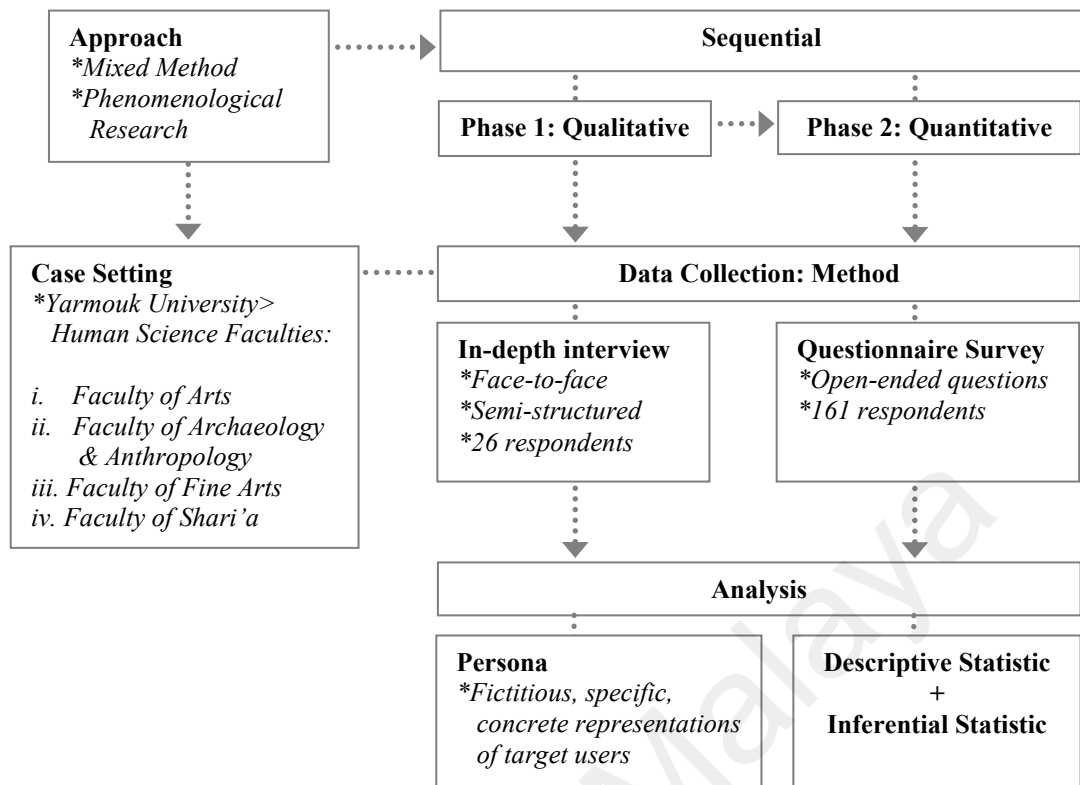 Approach
*Mixed Method
*Phenomenological
Research
Sequential
Phase 1: Qualitative
Phase 2: Quantitative
Case Setting
*Yarmouk University>
Human Science Faculties:
i. Faculty of Arts
ii. Faculty of Archaeology
& Anthropology
iii. Faculty of Fine Arts
iv. Faculty of Shari’a
Data Collection: Method
In-depth interview
*Face-to-face
*Semi-structured
*26 respondents
Questionnaire Survey
*Open-ended questions
*161 respondents
Analysis
Persona
*Fictitious, specific,
concrete representations
of target users
Descriptive Statistic
+
Inferential Statistic
Malaya